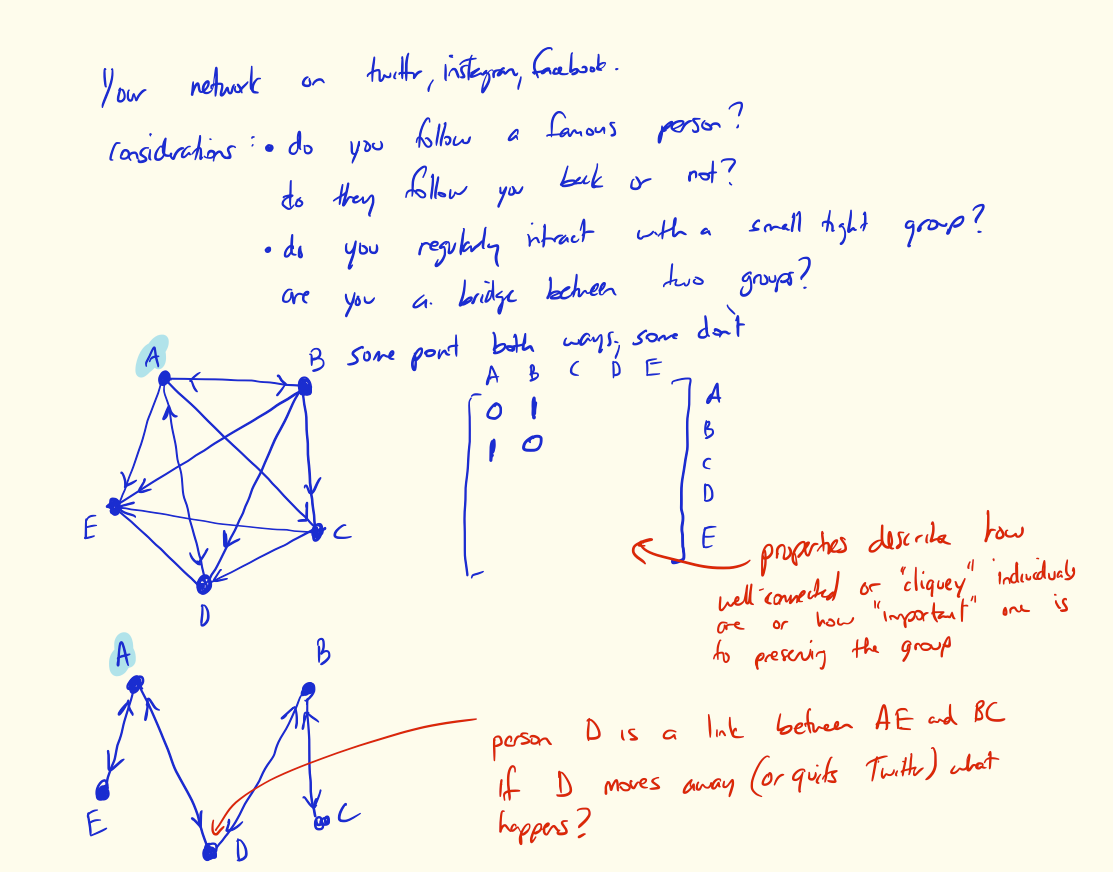 Your network on twitter, instagram, facebook.
Considerations: • do you follow a famous person?
do they follow you back or not?
• do you regularly interact with a small tight group?
are you a bridge between two groups?
some point both ways, some don't
A
B
E
C
D
A B C D E
0 1
1 0
A
B
C
D
E
properties describe how
well-connected or "cliquey" individuals
are or how "important" one is
to preserving the group
A
B
E
D
C
person D is a link between AE and BC
If D moves away (or quits Twitter) what
happens?